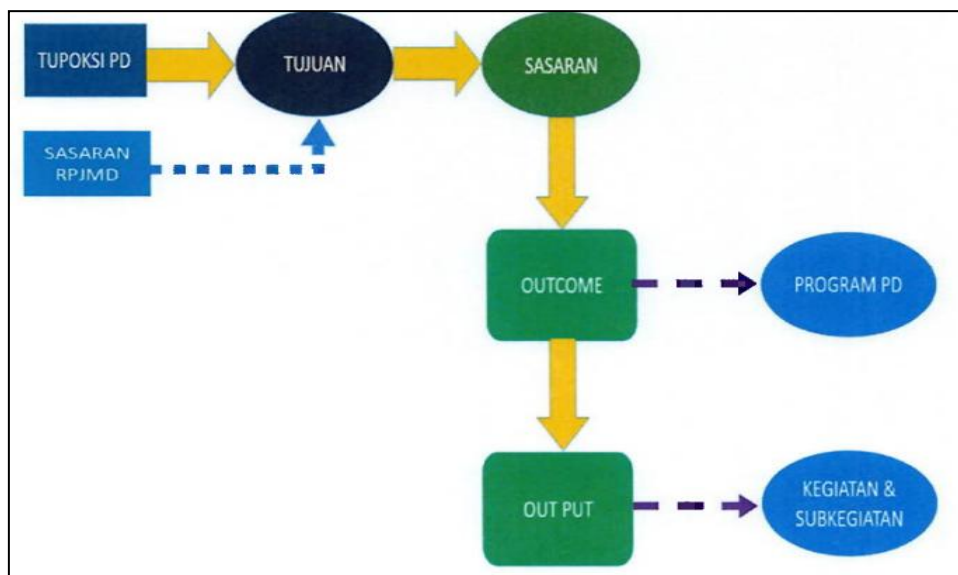 TUPOKSI PD
TUJUAN
SASARAN
SASARAN
RPJMD
OUTCOME
PROGRAM PD
OUT PUT
KEGIATAN &
SUBKEGIATAN